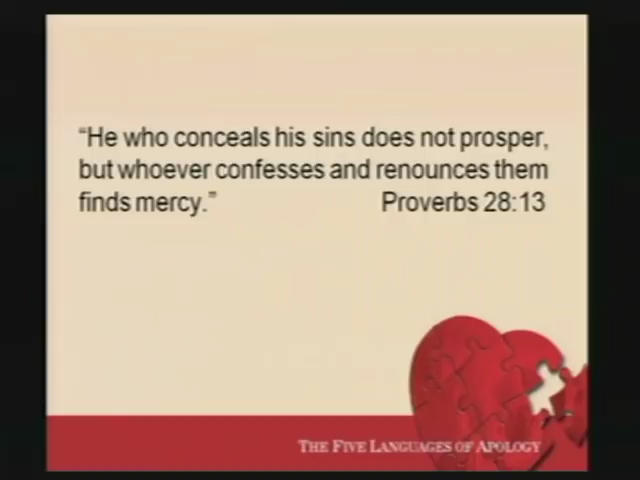 “He who conceals his sins does not prosper,
but whoever confesses and renounces them
finds mercy.” Proverbs 28:13
THE FIVE LANGUAGES OF APOLOGY